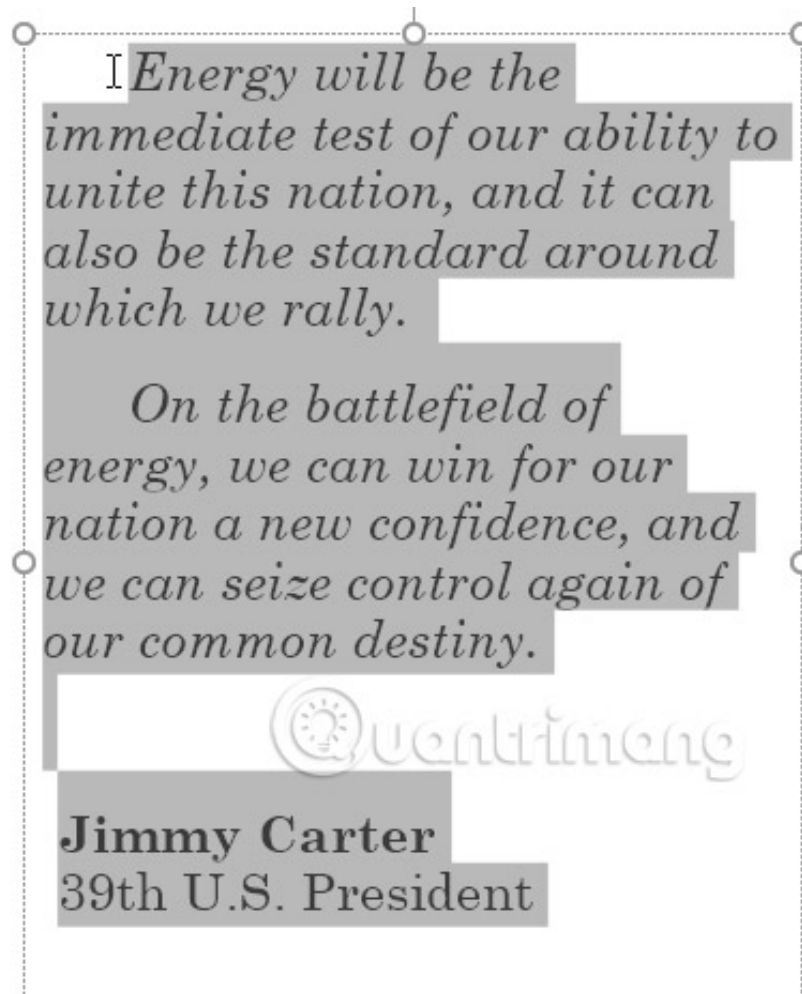 Energy will be the
immediate test of our ability to
unite this nation, and it can
also be the standard around
which we rally.
On the battlefield of
energy, we can win for our
nation a new confidence, and
we can seize control again of
our common destiny.
Quantrimang
Jimmy Carter
39th U.S. President